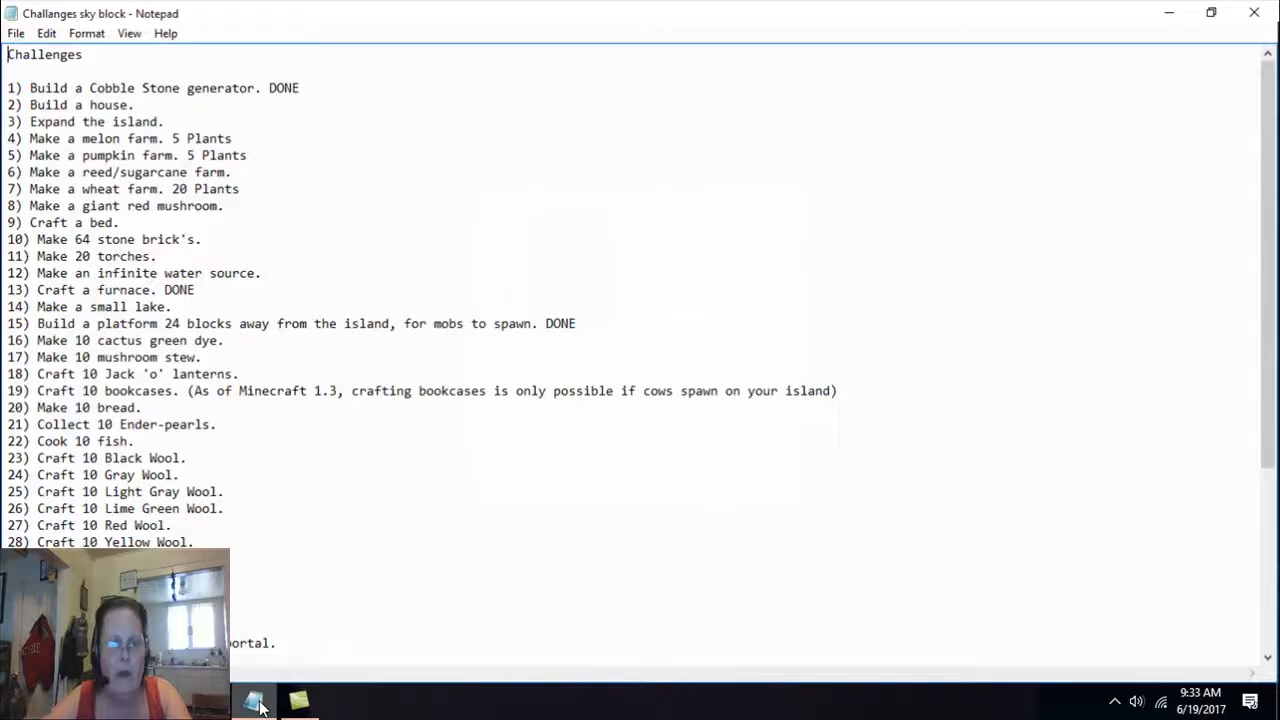 Challanges sky block - Notepad
File Edit Format View Help
Challenges
1) Build a Cobble Stone generator. DONE
2) Build a house.
3) Expand the island.
4) Make a melon farm. 5 Plants
5) Make a pumpkin farm. 5 Plants
6) Make a reed/sugarcane farm.
7) Make a wheat farm. 20 Plants
8) Make a giant red mushroom.
9) Craft a bed.
10) Make 64 stone brick's.
11) Make 20 torches.
12) Make an infinite water source.
13) Craft a furnace. DONE
14) Make a small lake.
15) Build a platform 24 blocks away from the island, for mobs to spawn. DONE
16) Make 10 cactus green dye.
17) Make 10 mushroom stew.
18) Craft 10 Jack 'o' lanterns.
19) Craft 10 bookcases. (As of Minecraft 1.3, crafting bookcases is only possible if cows spawn on your island)
20) Make 10 bread.
21) Collect 10 Ender-pearls.
22) Cook 10 fish.
23) Craft 10 Black Wool.
24) Craft 10 Gray Wool.
25) Craft 10 Light Gray Wool.
26) Craft 10 Lime Green Wool.
27) Craft 10 Red Wool.
28) Craft 10 Yellow Wool.
portal.
9:33 AM
6/19/2017